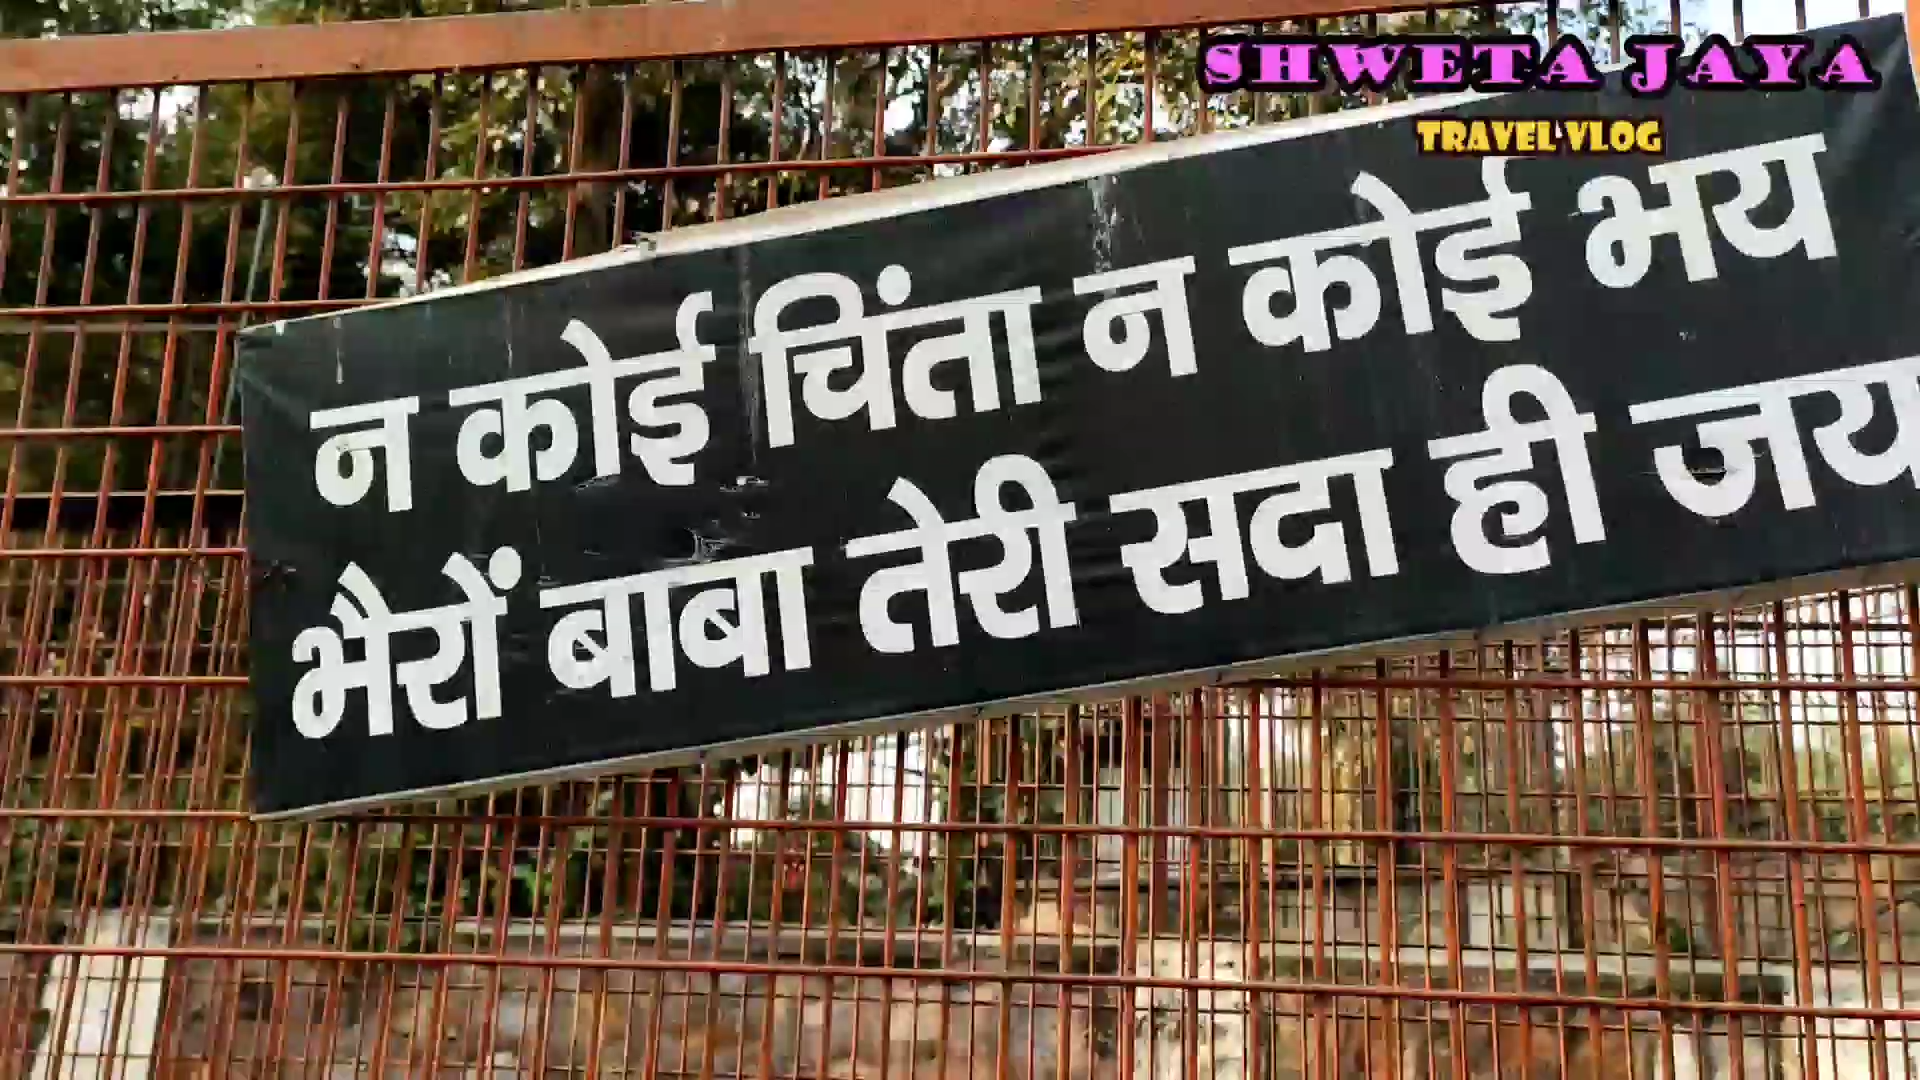 SHWETA JAYA
TRAVEL VLOG
न कोई चिंता न कोई भय
भैरों बाबा तेरी सदा ही जय